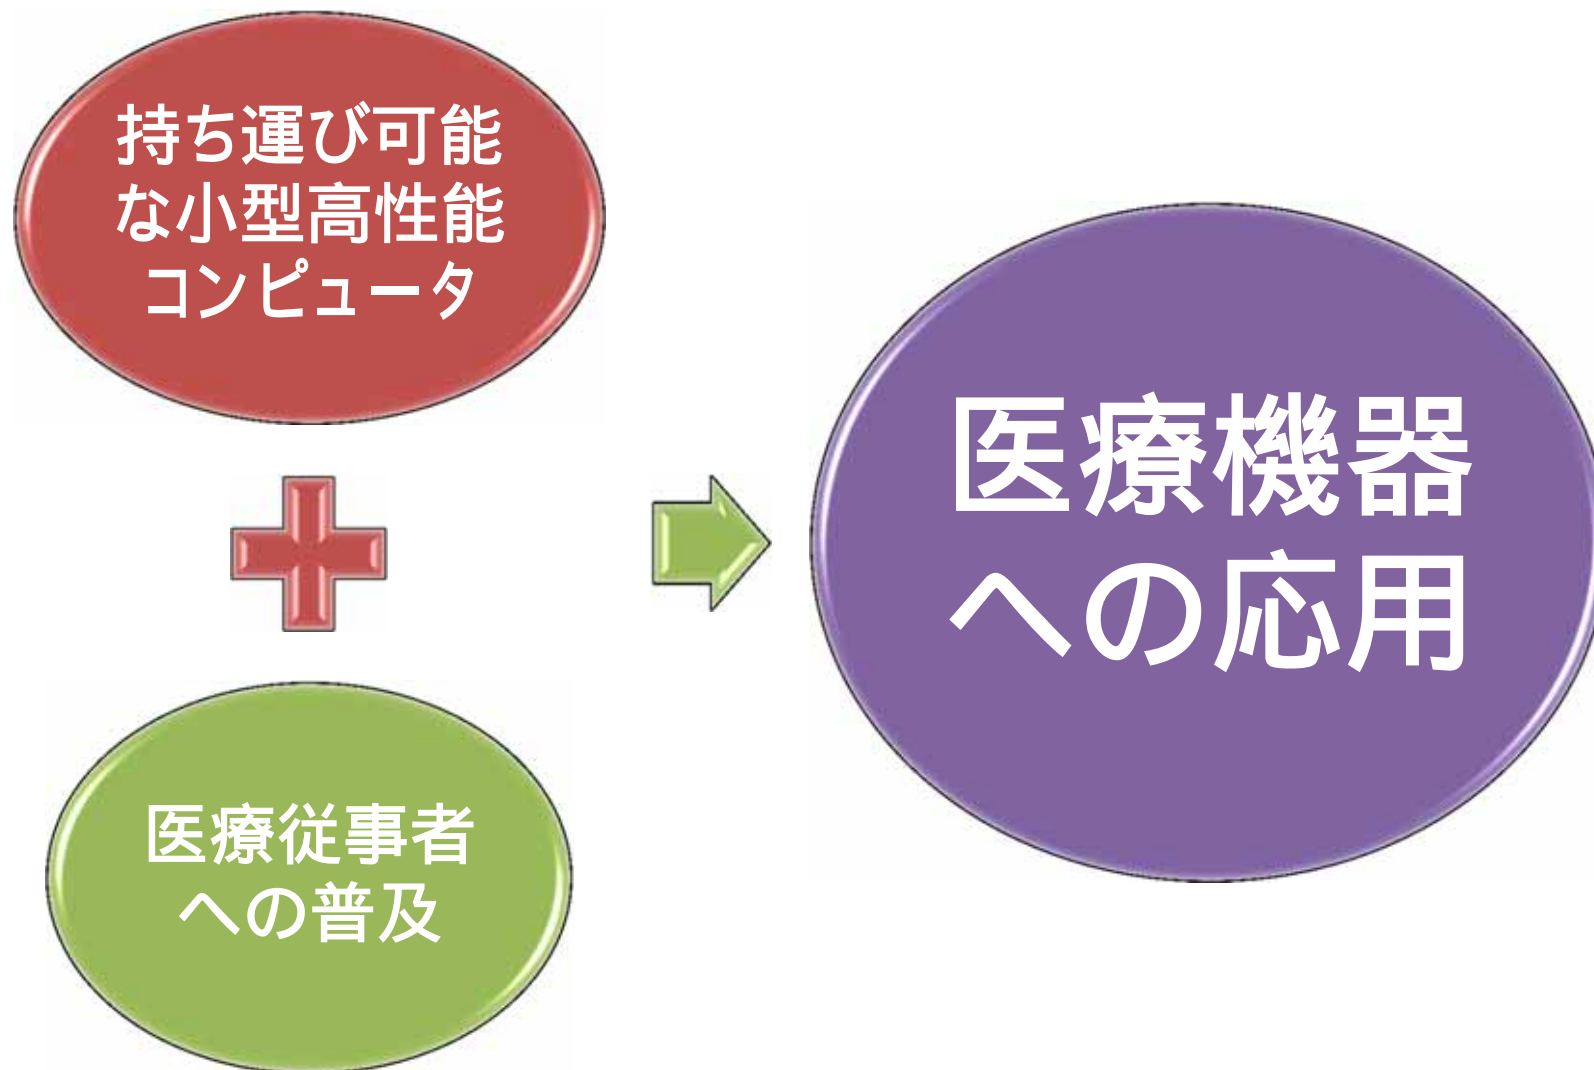 持ち運び可能
な小型高性能
コンピュータ
医療従事者
への普及
医療機器
への応用